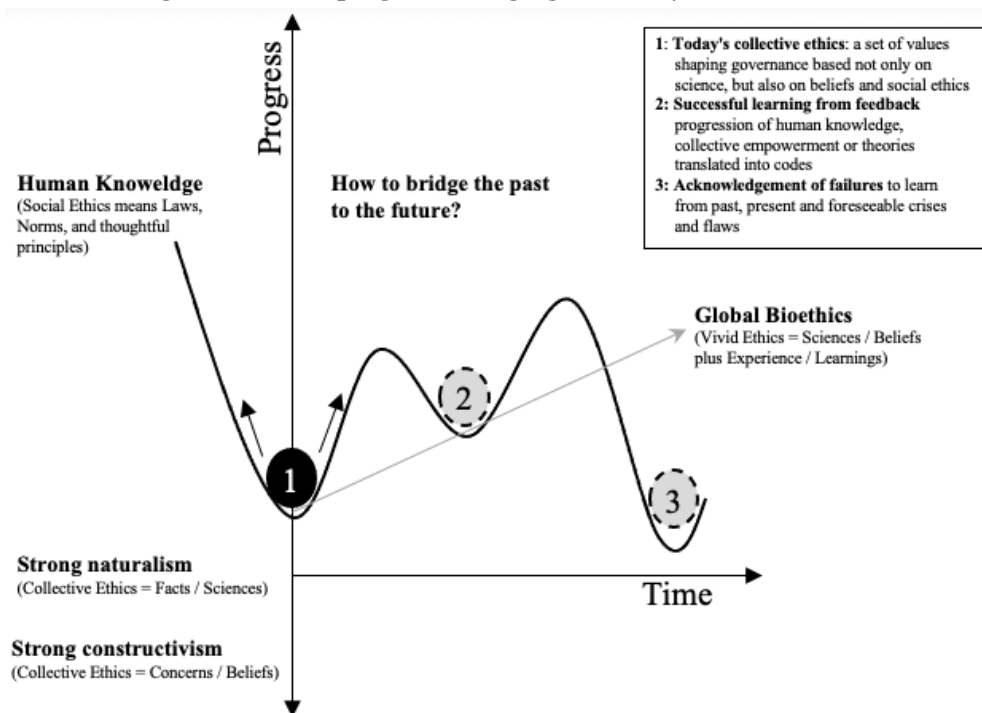 Progress
1: Today's collective ethics: a set of values
shaping governance based not only on
science, but also on beliefs and social ethics
2: Successful learning from feedback
progression of human knowledge,
collective empowerment or theories
translated into codes
3: Acknowledgement of failures to learn
from past, present and foreseeable crises
and flaws
Human Knoweldge
(Social Ethics means Laws,
Norms, and thoughtful
principles)
How to bridge the past
to the future?
Global Bioethics
(Vivid Ethics = Sciences / Beliefs
plus Experience / Learnings)
2
1
3
Strong naturalism
(Collective Ethics = Facts / Sciences)
Time
Strong constructivism
(Collective Ethics = Concerns / Beliefs)